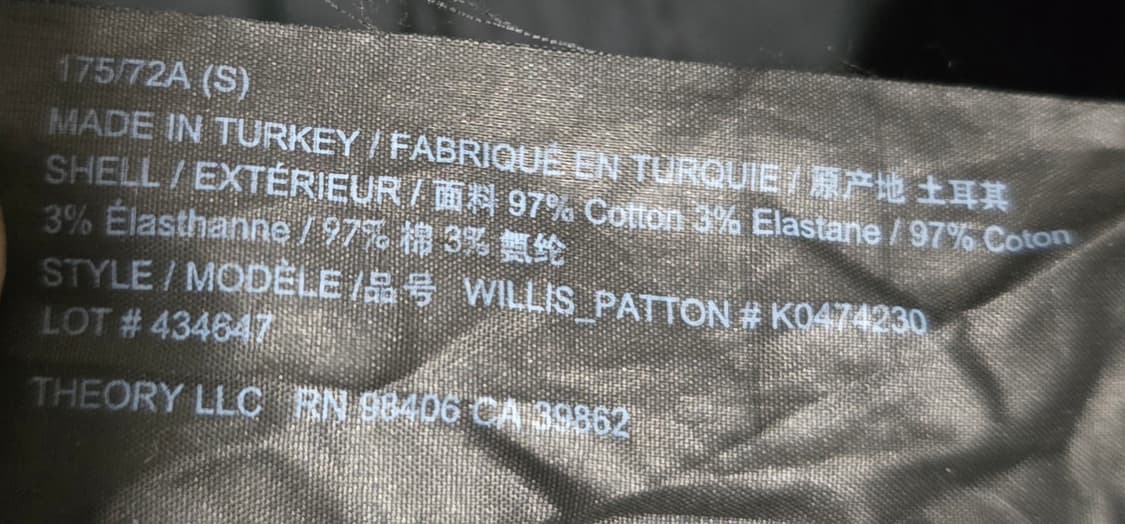 175/72A (S)
MADE IN TURKEY / FABRIQUÉ EN TURQUIE / 原产地 土耳其
SHELL / EXTÉRIEUR / 面料 97% Cotton 3% Elastane / 97% Coton
3% Élasthanne / 97% 棉 3% 氨纶
STYLE / MODÈLE /品号 WILLIS_PATTON # K0474230
LOT # 434647
THEORY LLC RN 98406 CA 39862